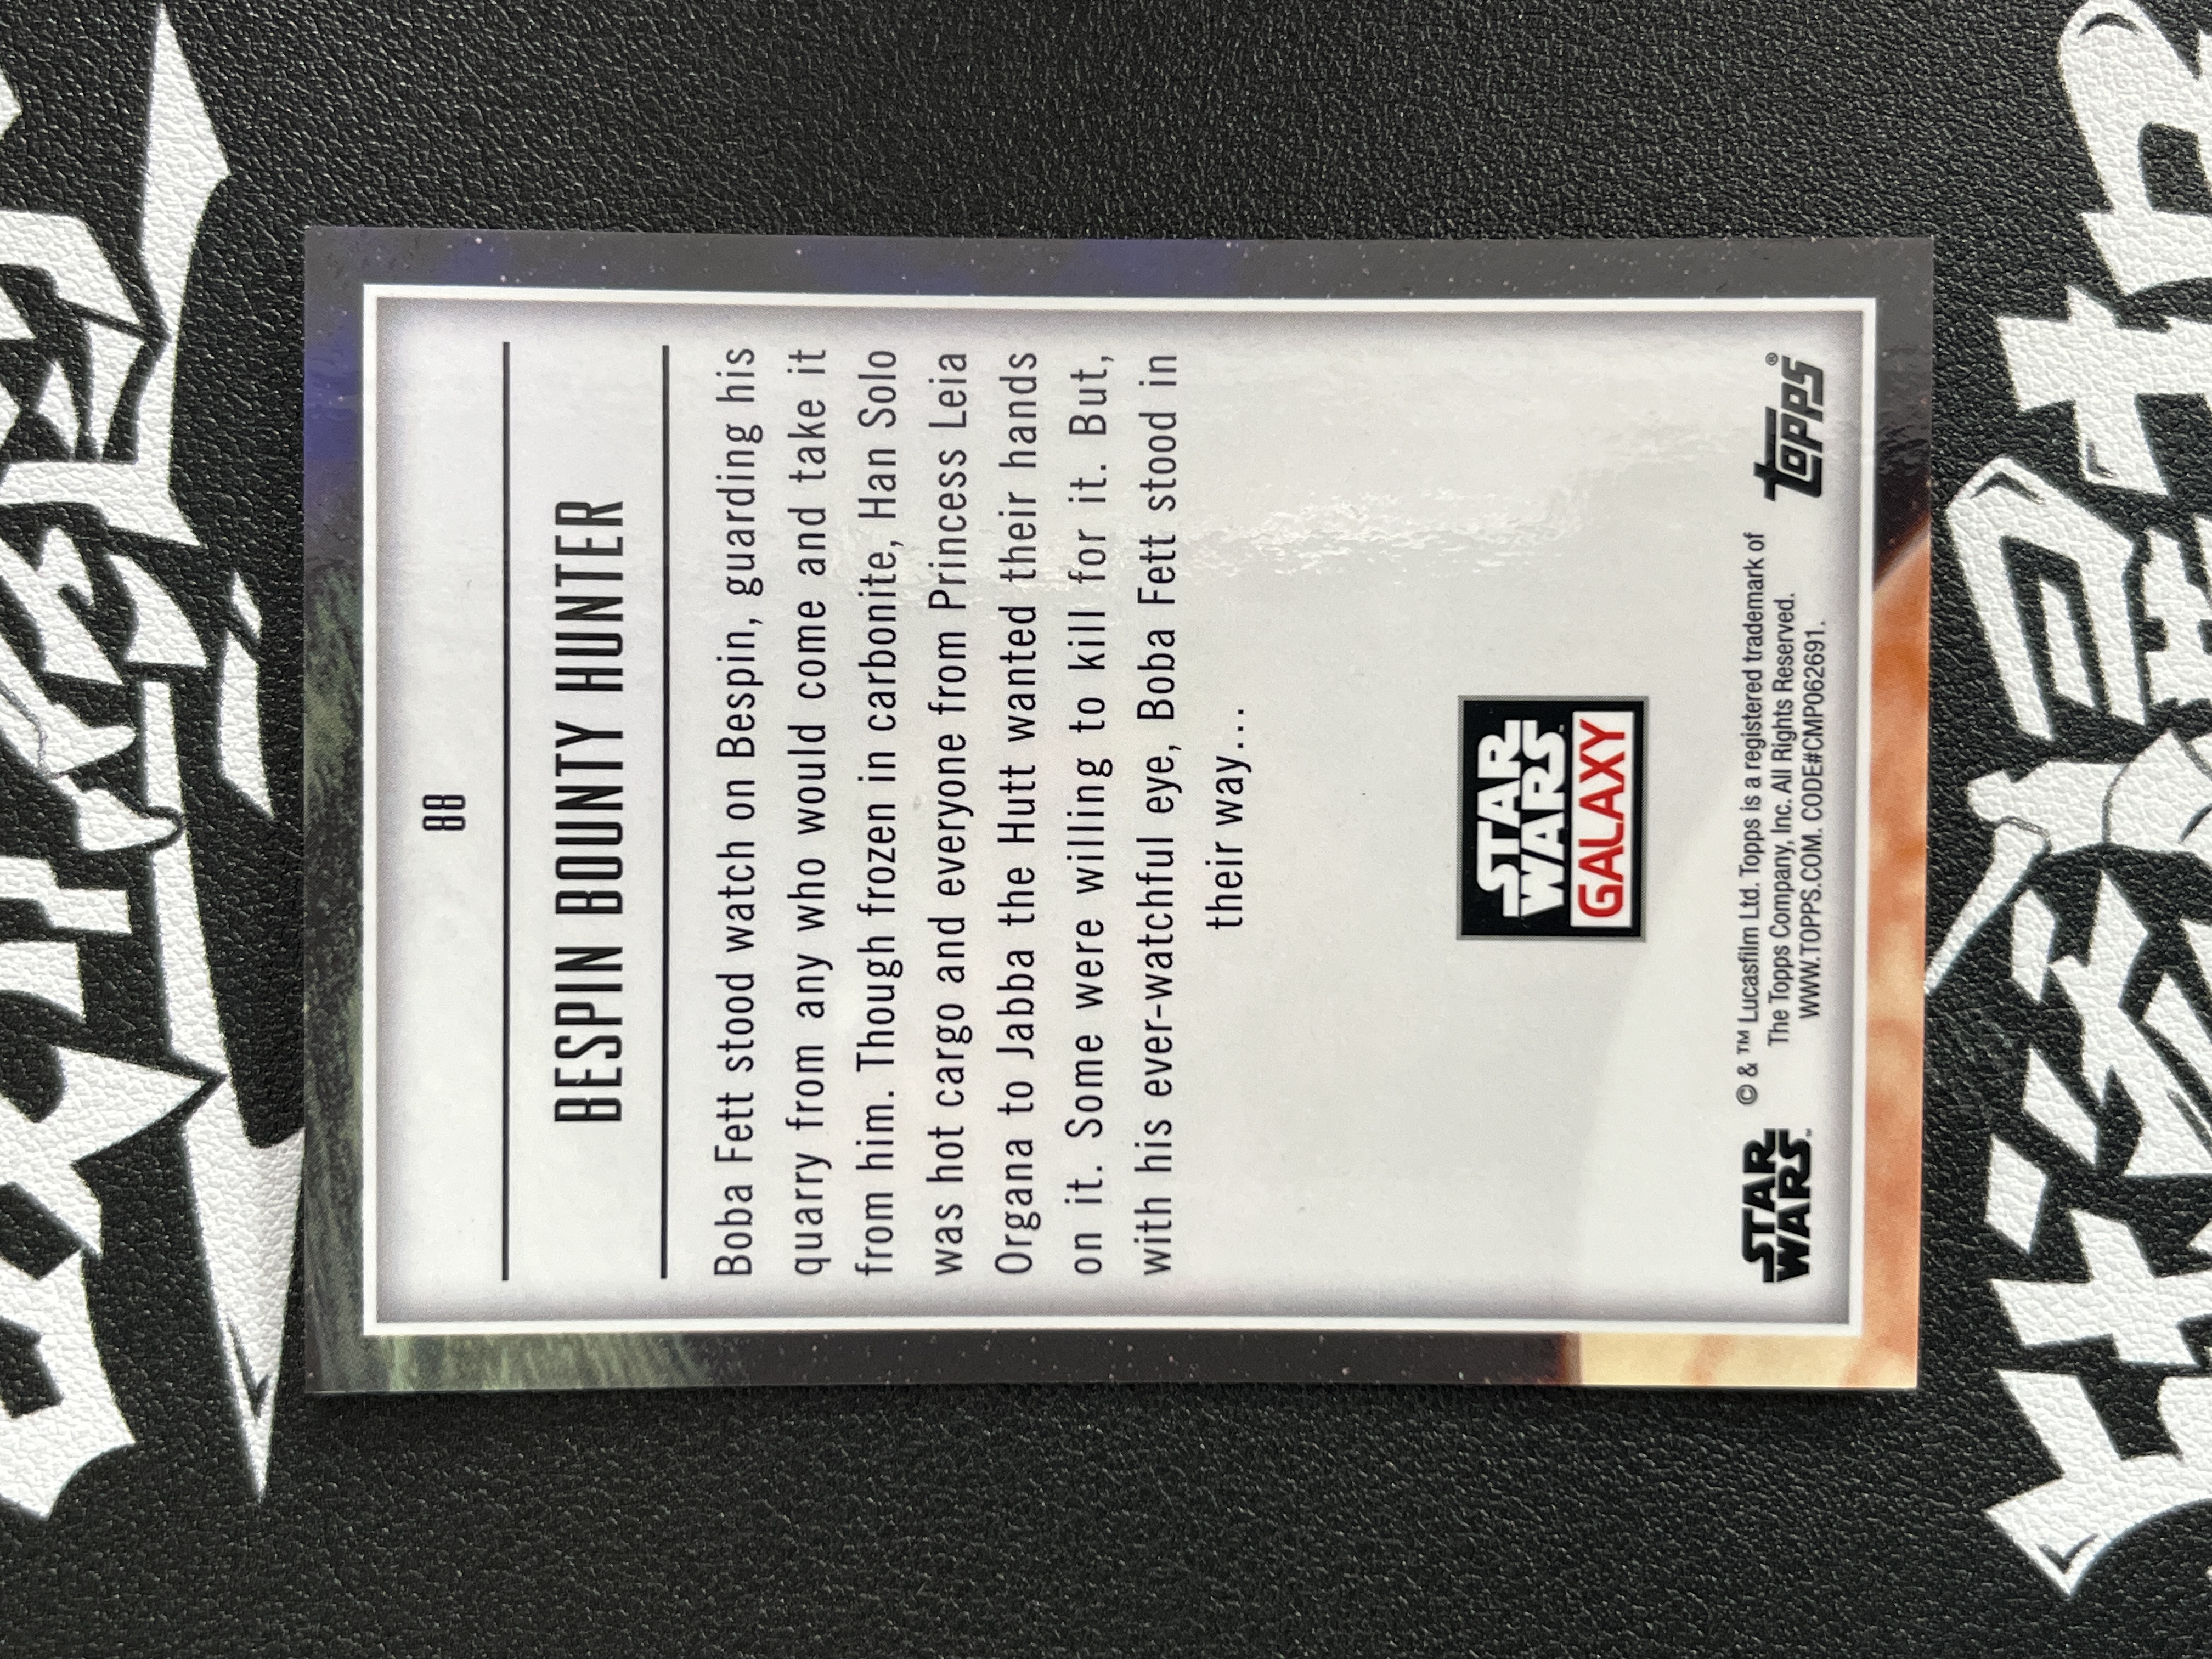 88
BESPIN BOUNTY HUNTER
Boba Fett stood watch on Bespin, guarding his
quarry from any who would come and take it
from him. Though frozen in carbonite, Han Solo
was hot cargo and everyone from Princess Leia
Organa to Jabba the Hutt wanted their hands
on it. Some were willing to kill for it. But,
with his ever-watchful eye, Boba Fett stood in
their way...
STAR
WARS
GALAXY
STAR
WARS™
© & ™ Lucasfilm Ltd. Topps is a registered trademark of
The Topps Company, Inc. All Rights Reserved.
WWW.TOPPS.COM. CODE#CMP062691.
topps®